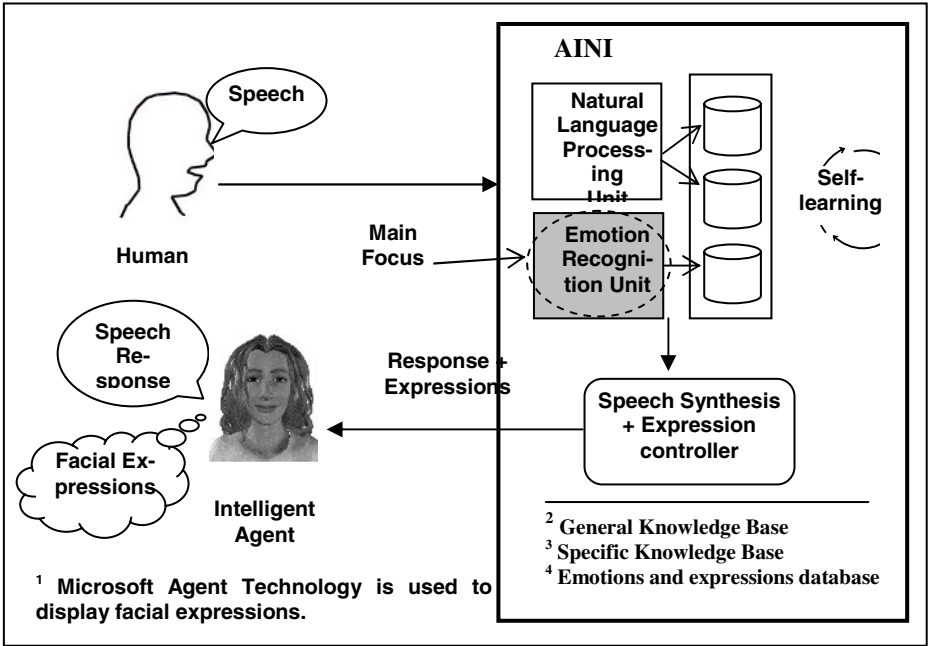 AINI
Speech
Natural
Language
Process-
ing
Unit
Self-
learning
Human
Main
Focus
Emotion
Recogni-
tion Unit
Speech
Re-
sponse
Response +
Expressions
Speech Synthesis
+ Expression
controller
Facial Ex-
pressions
Intelligent
Agent
2 General Knowledge Base
3 Specific Knowledge Base
4 Emotions and expressions database
1 Microsoft Agent Technology is used to
display facial expressions.